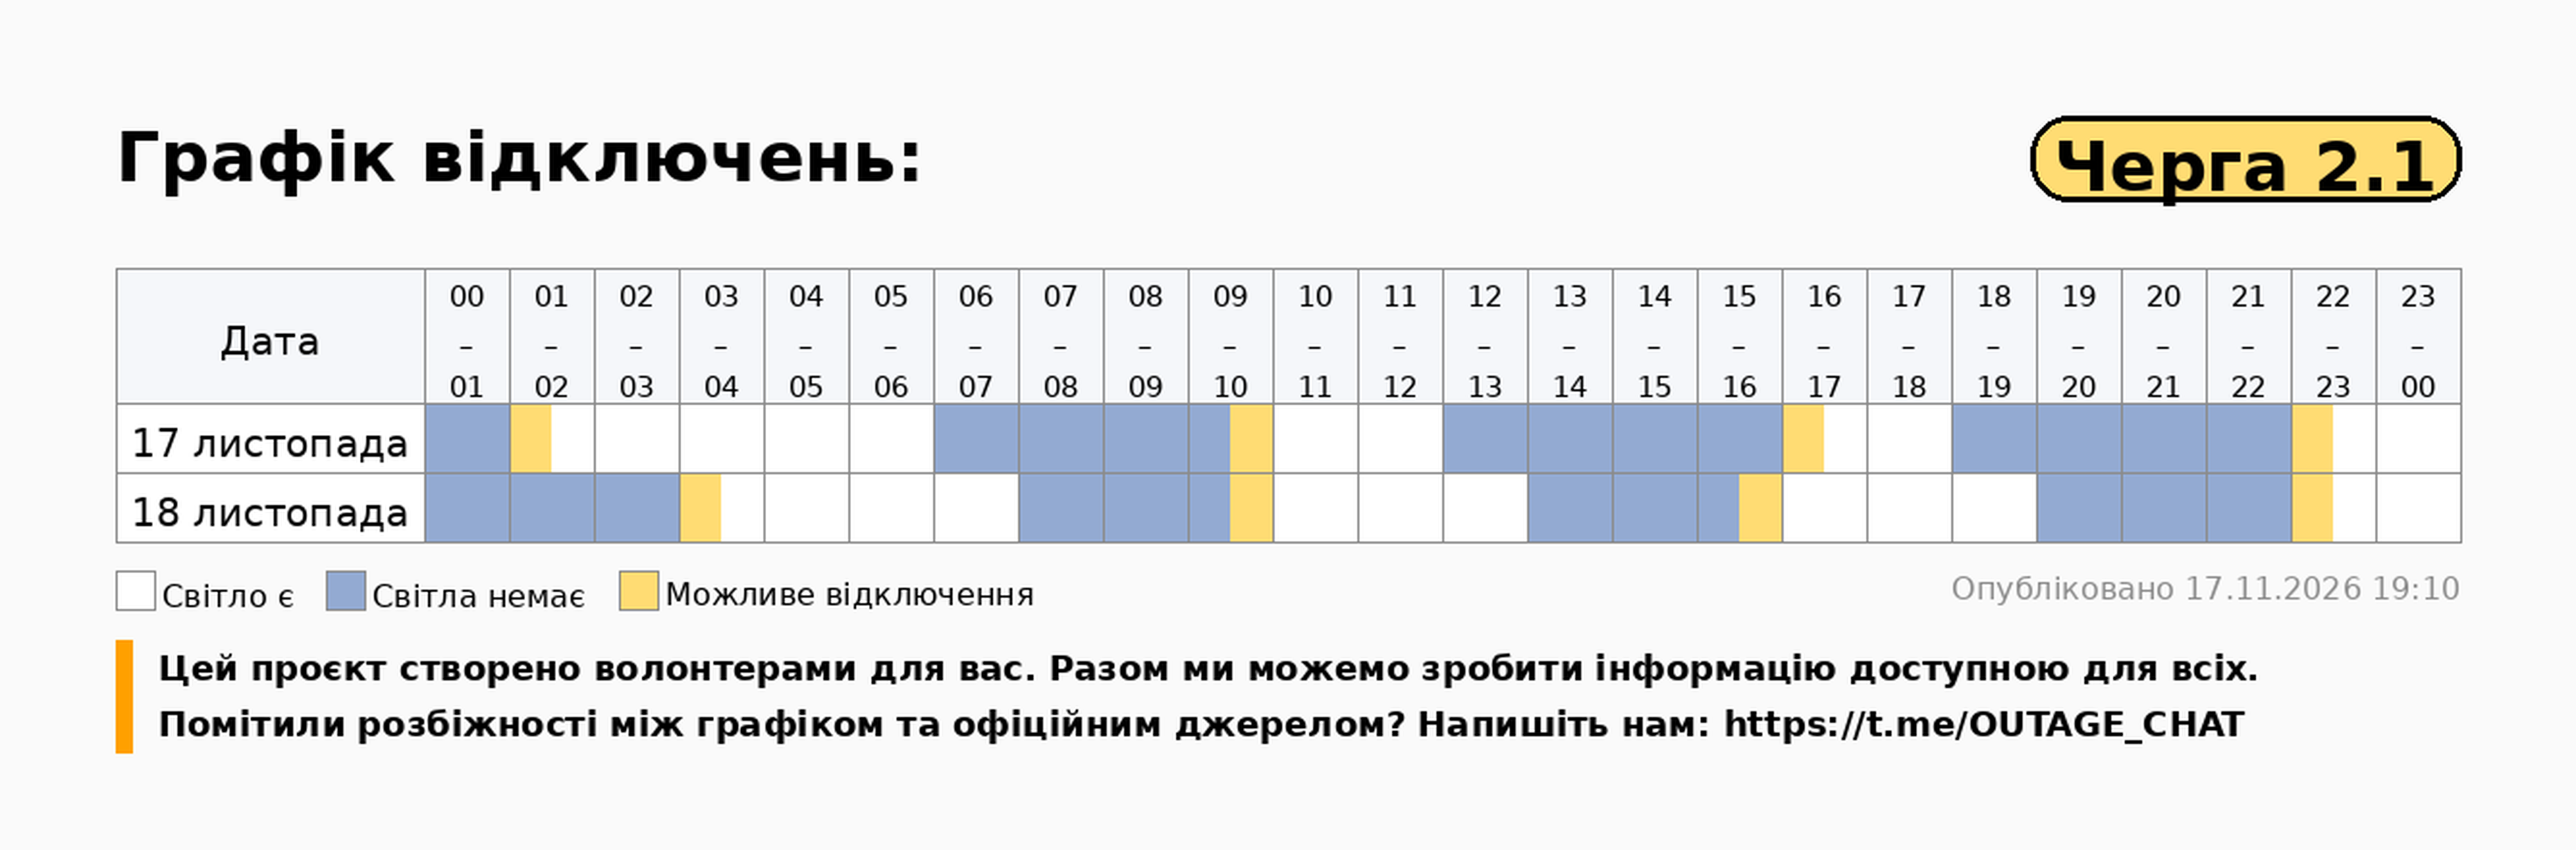 Графік відключень:
Черга 2.1
Дата
00 – 01
01 – 02
02 – 03
03 – 04
04 – 05
05 – 06
06 – 07
07 – 08
08 – 09
09 – 10
10 – 11
11 – 12
12 – 13
13 – 14
14 – 15
15 – 16
16 – 17
17 – 18
18 – 19
19 – 20
20 – 21
21 – 22
22 – 23
23 – 00
17 листопада
18 листопада
Світло є
Світла немає
Можливе відключення
Опубліковано 17.11.2026 19:10
Цей проєкт створено волонтерами для вас. Разом ми можемо зробити інформацію доступною для всіх.
Помітили розбіжності між графіком та офіційним джерелом? Напишіть нам: https://t.me/OUTAGE_CHAT